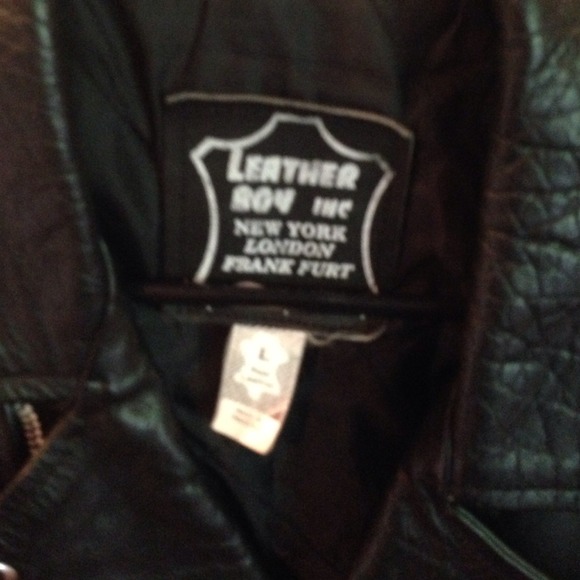 LEATHER
BOY INC
NEW YORK
LONDON
FRANK FURT
L